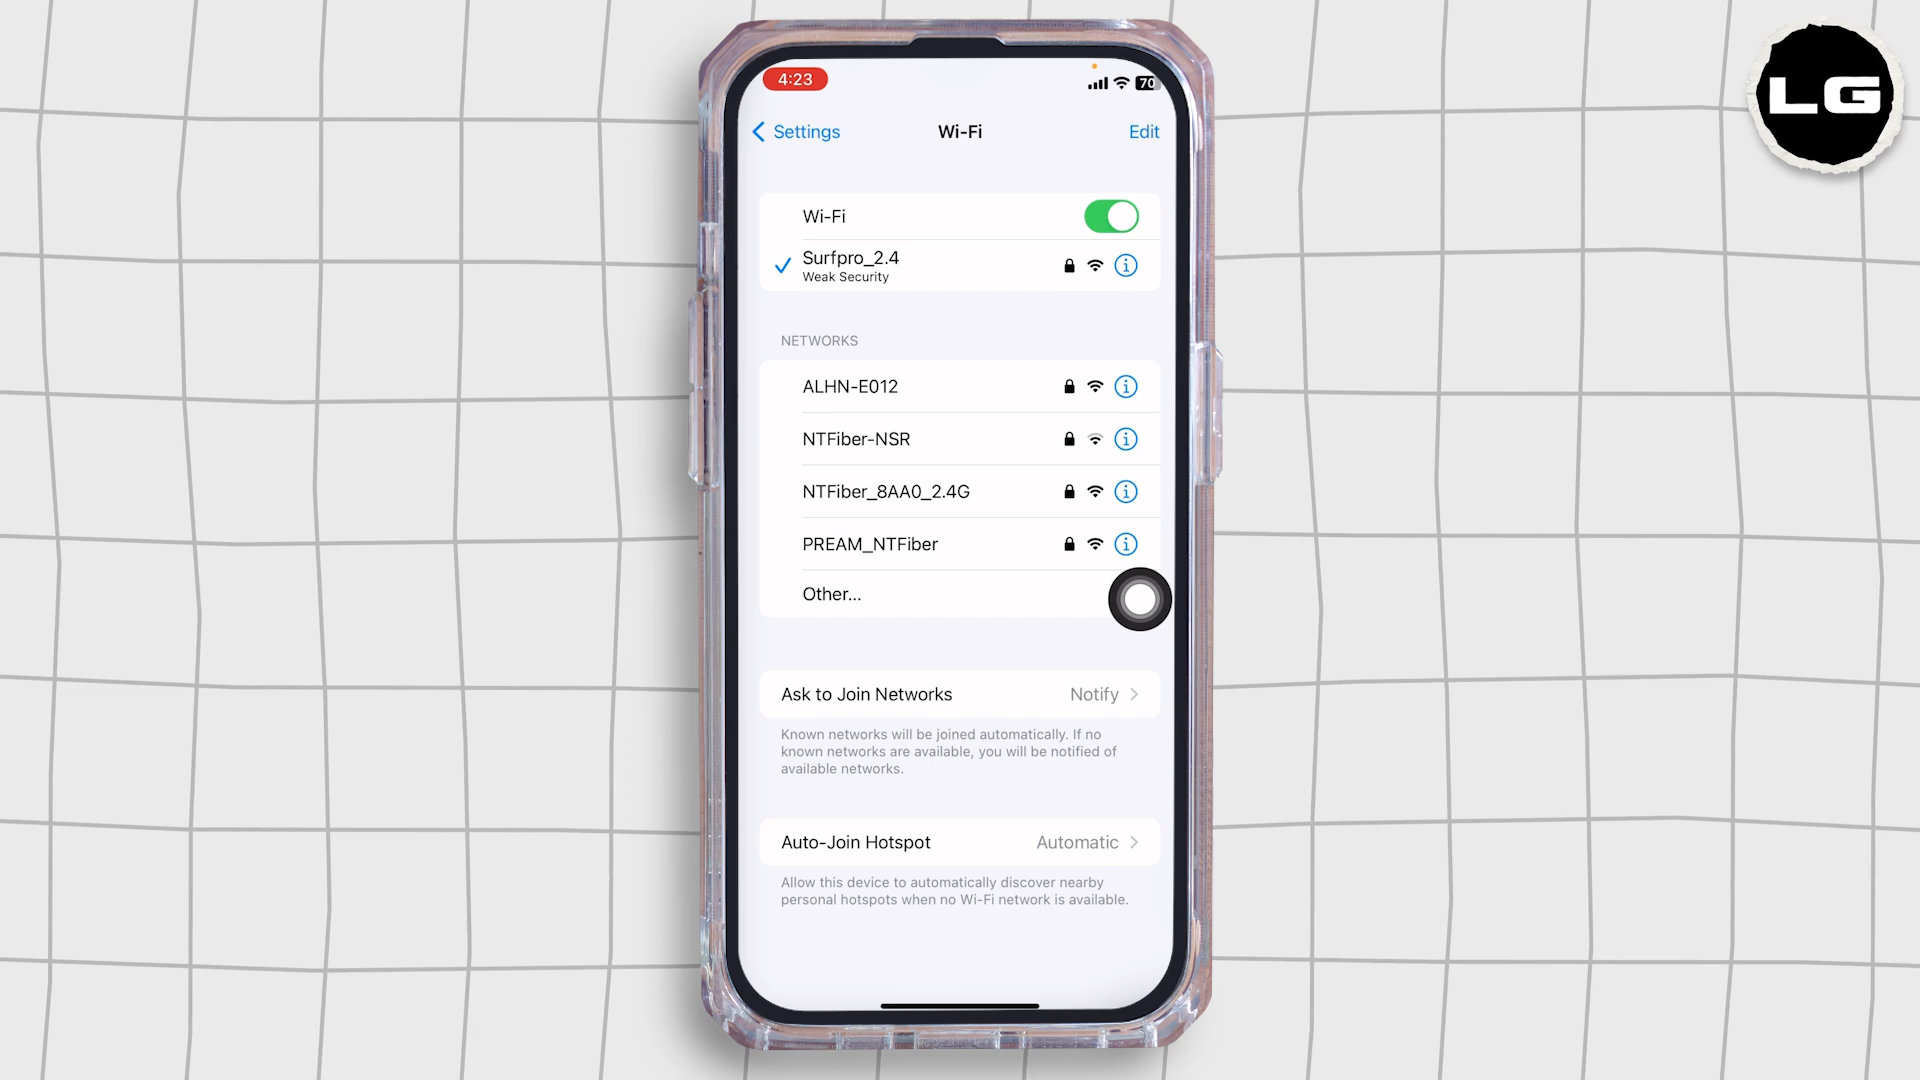 LG
4:23
70
Settings
Wi-Fi
Edit
Wi-Fi
Surfpro_2.4
Weak Security
NETWORKS
ALHN-E012
NTFiber-NSR
NTFiber_8AA0_2.4G
PREAM_NTFiber
Other...
Ask to Join Networks
Notify
Known networks will be joined automatically. If no
known networks are available, you will be notified of
available networks.
Auto-Join Hotspot
Automatic
Allow this device to automatically discover nearby
personal hotspots when no Wi-Fi network is available.